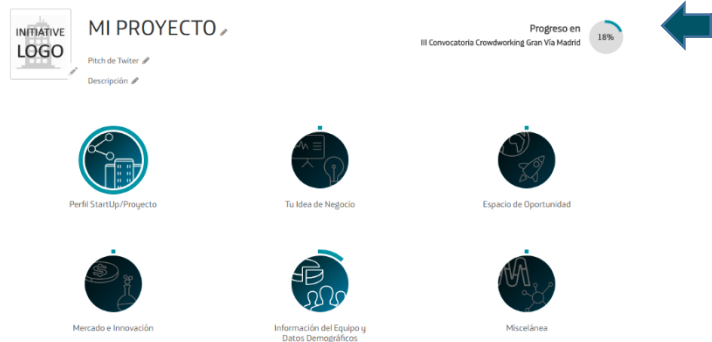 INITIATIVE
LOGO
MI PROYECTO
Pitch de Twiter
Descripción
Progreso en
III Convocatoria Crowdworking Gran Vía Madrid
18%
Perfil StartUp/Proyecto
Tu Idea de Negocio
Espacio de Oportunidad
Mercado e Innovación
Información del Equipo y
Datos Demográficos
Miscelánea